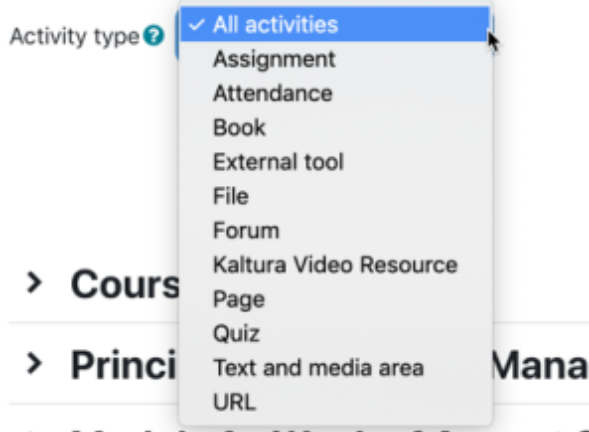 Activity type
All activities
Assignment
Attendance
Book
External tool
File
Forum
Kaltura Video Resource
Page
Quiz
Text and media area
URL
Cours
Princi Mana